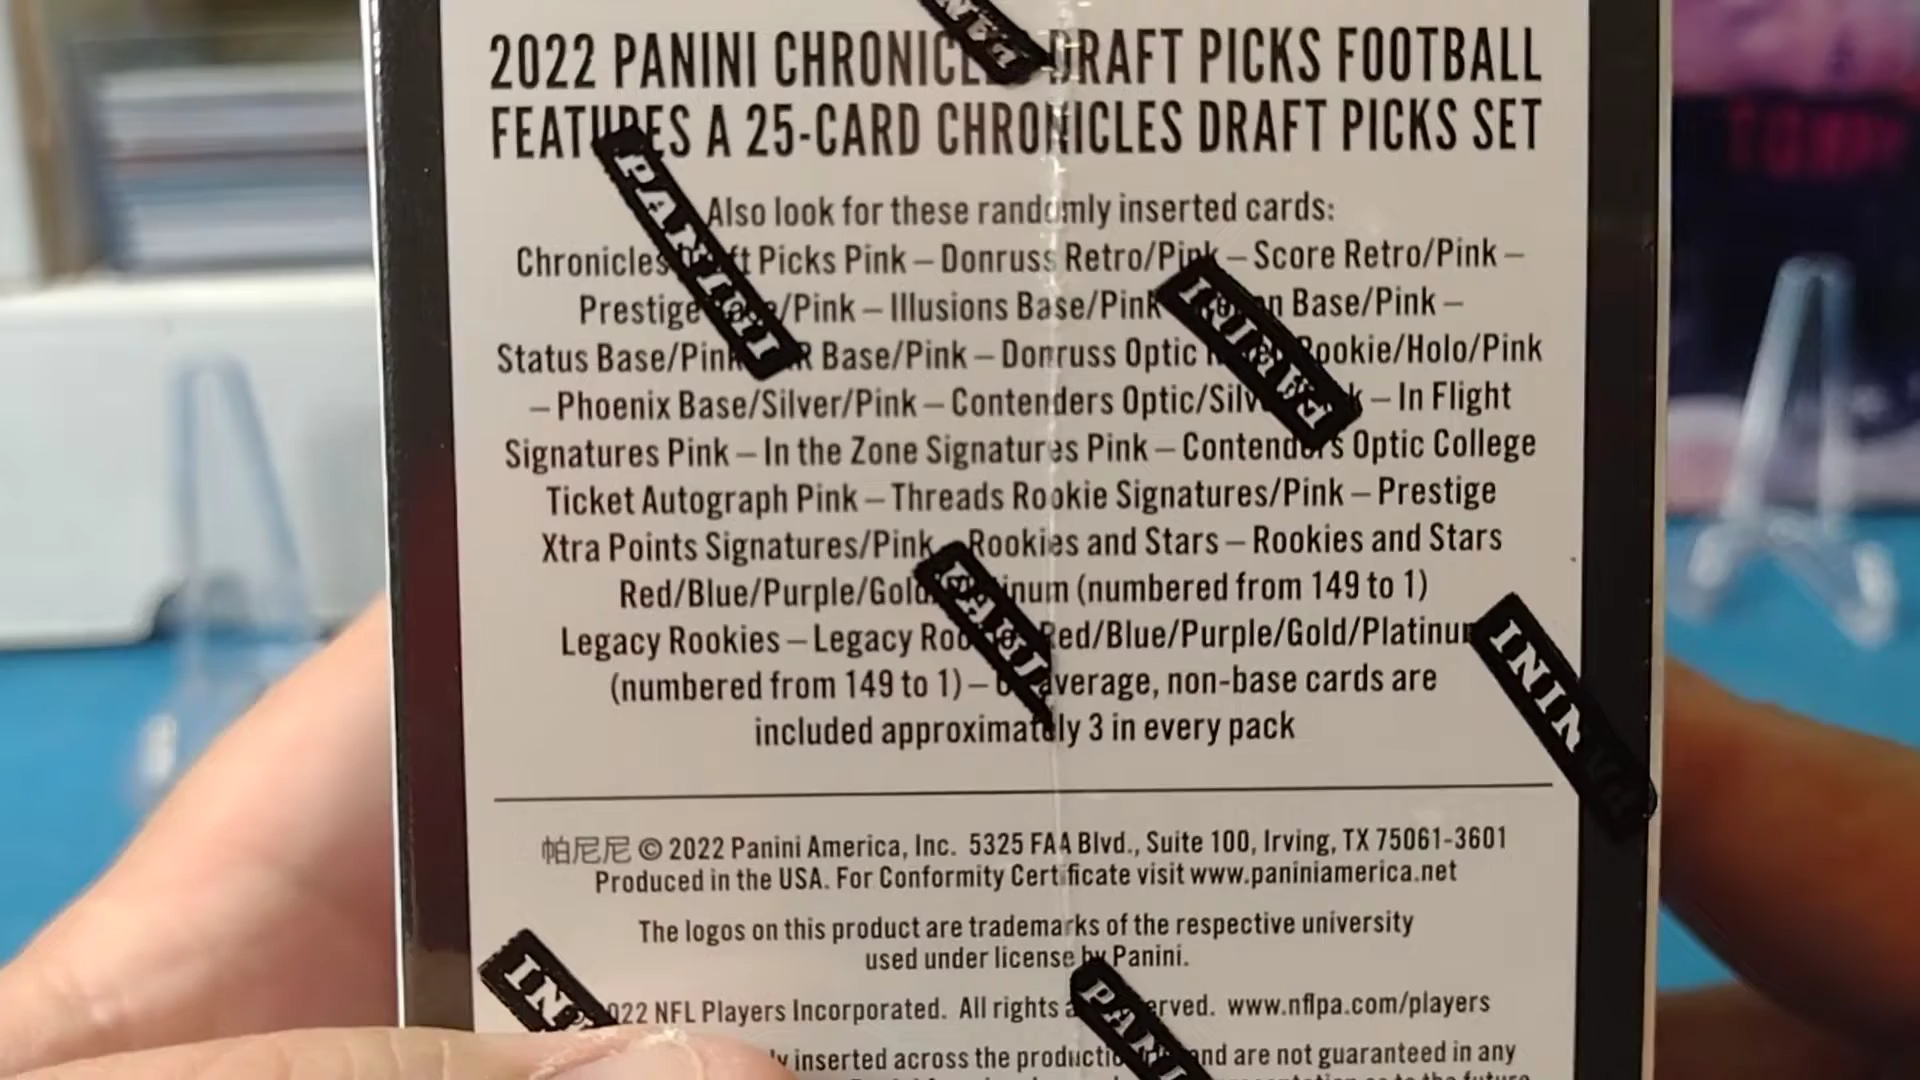 2022 PANINI CHRONICLES DRAFT PICKS FOOTBALL
FEATURES A 25-CARD CHRONICLES DRAFT PICKS SET
Also look for these randomly inserted cards:
Chronicles Draft Picks Pink – Donruss Retro/Pink – Score Retro/Pink –
Prestige Base/Pink – Illusions Base/Pink Base/Pink –
Status Base/Pink Base/Pink – Donruss Optic Rookie/Holo/Pink
– Phoenix Base/Silver/Pink – Contenders Optic/Silver – In Flight
Signatures Pink – In the Zone Signatures Pink – Contenders Optic College
Ticket Autograph Pink – Threads Rookie Signatures/Pink – Prestige
Xtra Points Signatures/Pink – Rookies and Stars – Rookies and Stars
Red/Blue/Purple/Gold/Platinum (numbered from 149 to 1)
Legacy Rookies – Legacy Rookies Red/Blue/Purple/Gold/Platinum
(numbered from 149 to 1) – on average, non-base cards are
included approximately 3 in every pack
帕尼尼 © 2022 Panini America, Inc. 5325 FAA Blvd., Suite 100, Irving, TX 75061-3601
Produced in the USA. For Conformity Certificate visit www.paniniamerica.net
The logos on this product are trademarks of the respective university
used under license by Panini.
2022 NFL Players Incorporated. All rights reserved. www.nflpa.com/players
inserted across the production and are not guaranteed in any
PANINI
PANINI
PANINI
PANINI